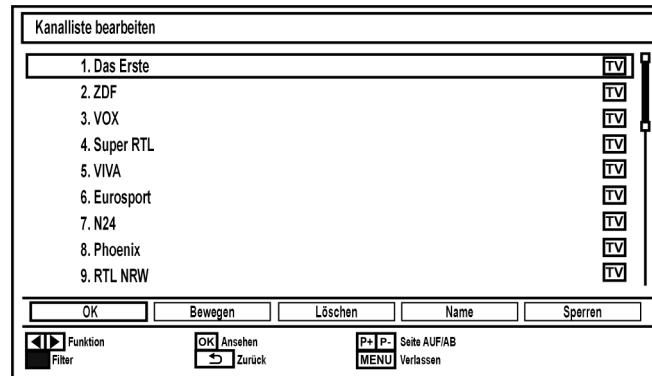 Kanalliste bearbeiten
1. Das Erste TV
2. ZDF TV
3. VOX TV
4. Super RTL TV
5. VIVA TV
6. Eurosport TV
7. N24 TV
8. Phoenix TV
9. RTL NRW TV
OK Bewegen Löschen Name Sperren
Funktion OK Ansehen P+ P- Seite AUF/AB
Filter Zurück MENU Verlassen